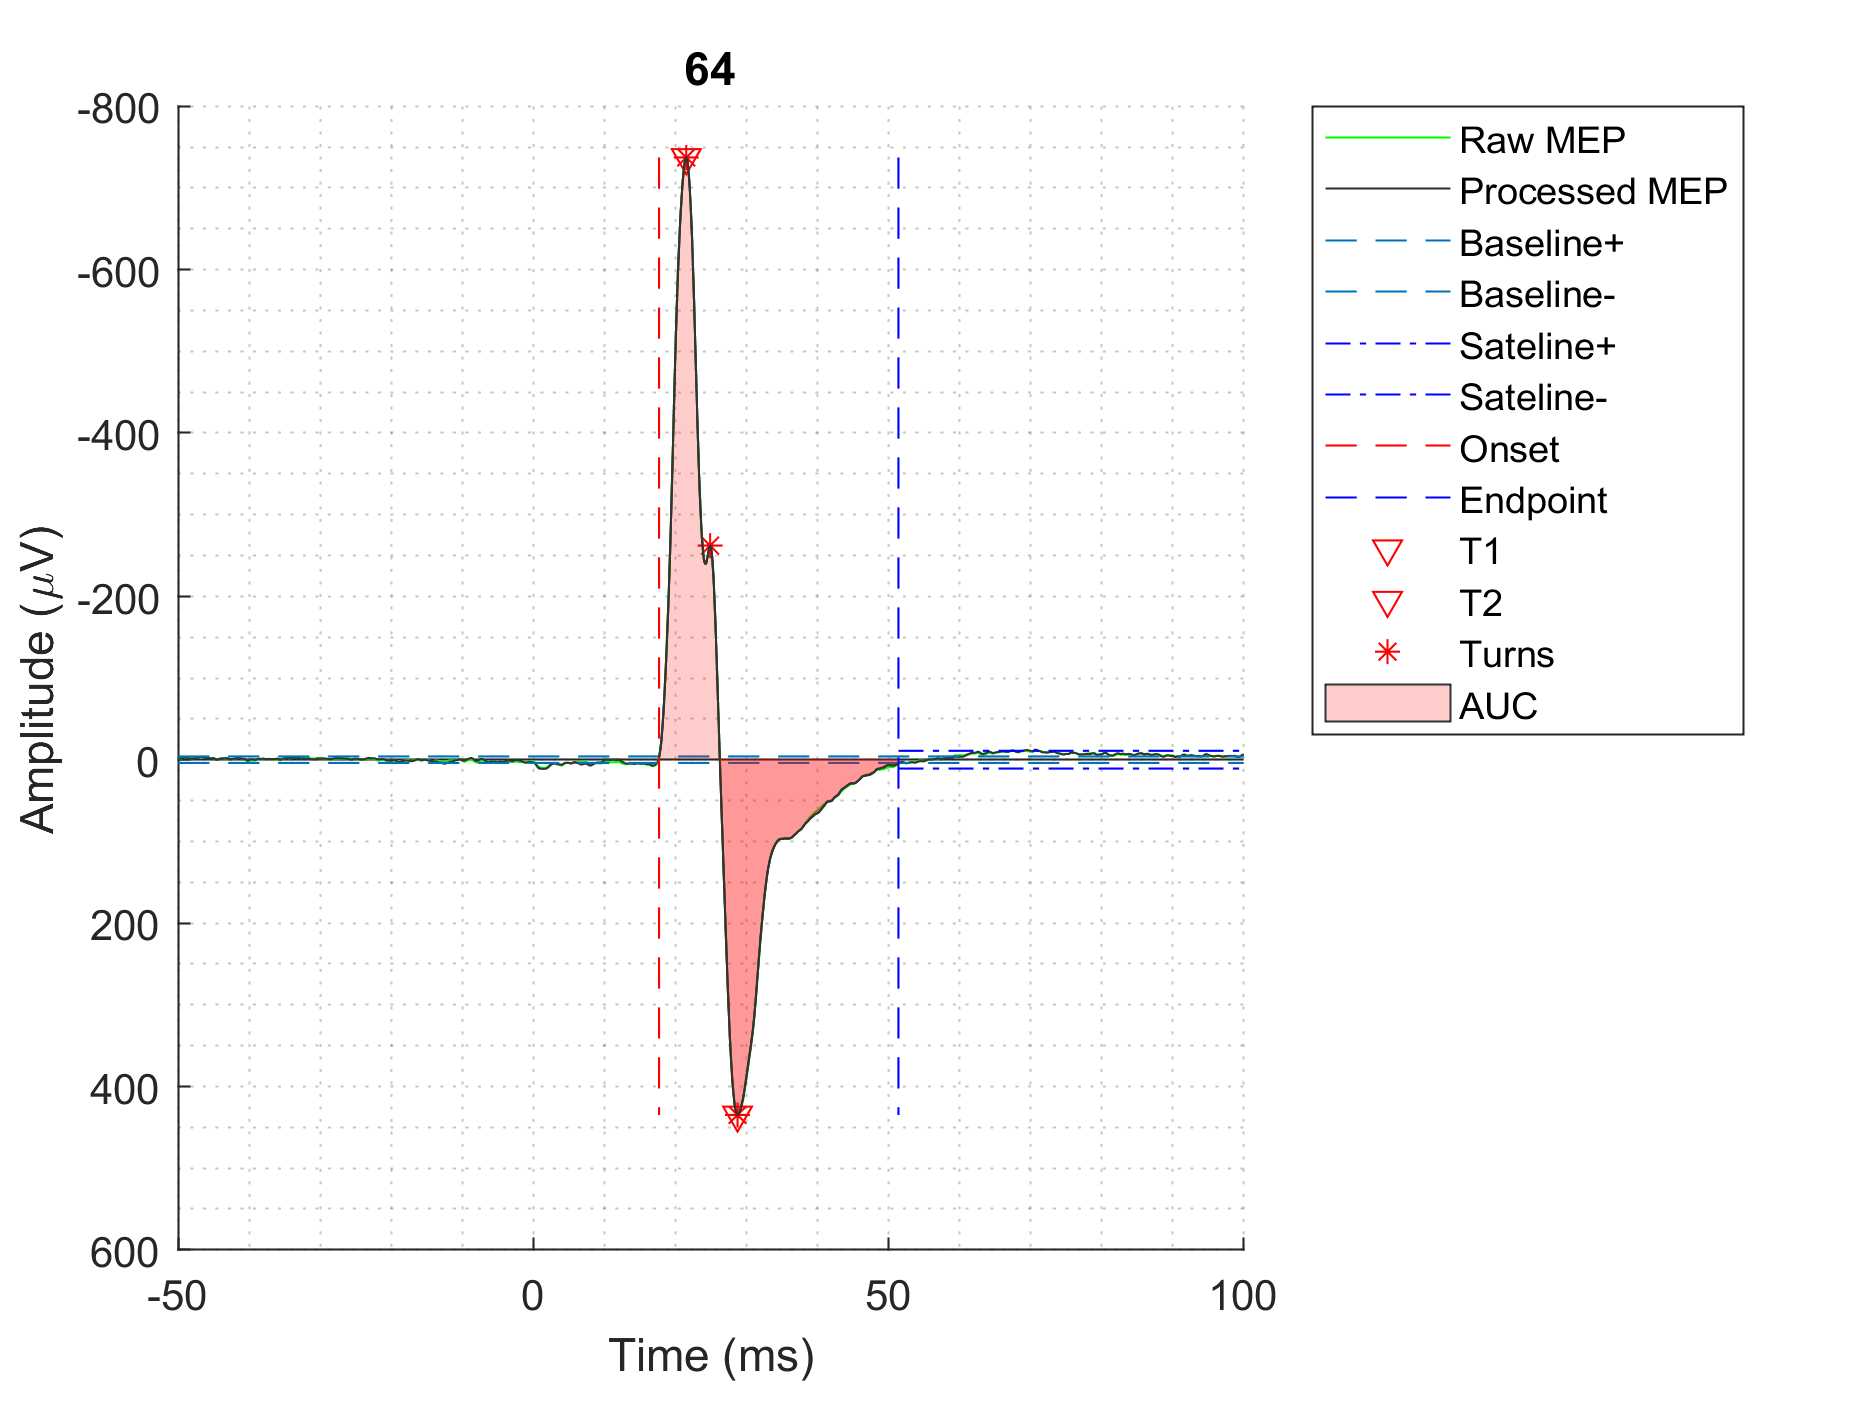 64
-800
-600
-400
-200
0
200
400
600
-50
0
50
100
Amplitude (μV)
Time (ms)
Raw MEP
Processed MEP
Baseline+
Baseline-
Sateline+
Sateline-
Onset
Endpoint
T1
T2
Turns
AUC